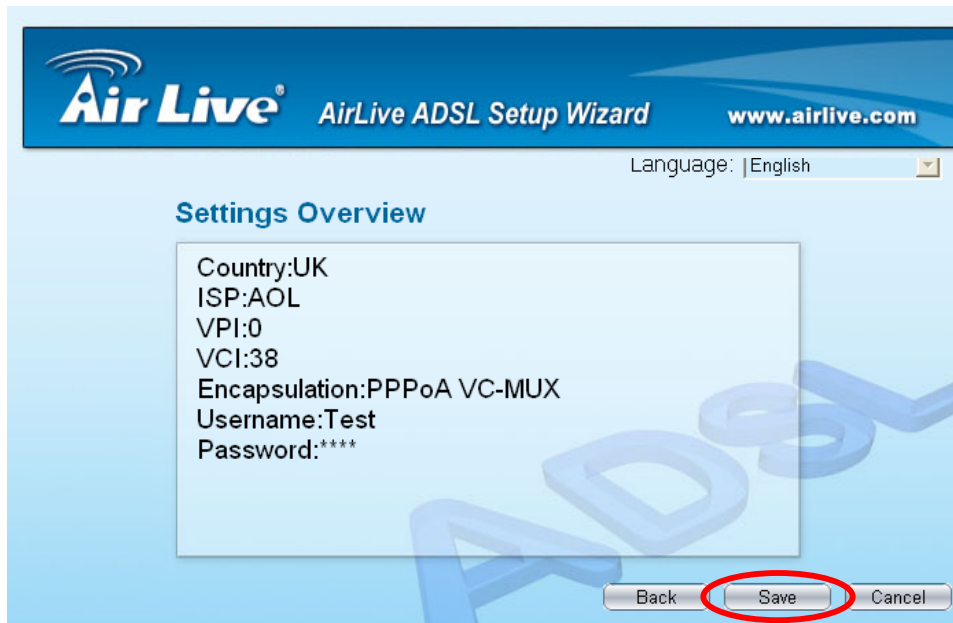 Air Live®
AirLive ADSL Setup Wizard
www.airlive.com
Language: English
Settings Overview
Country:UK
ISP:AOL
VPI:0
VCI:38
Encapsulation:PPPoA VC-MUX
Username:Test
Password:****
ADSL
Back Save Cancel